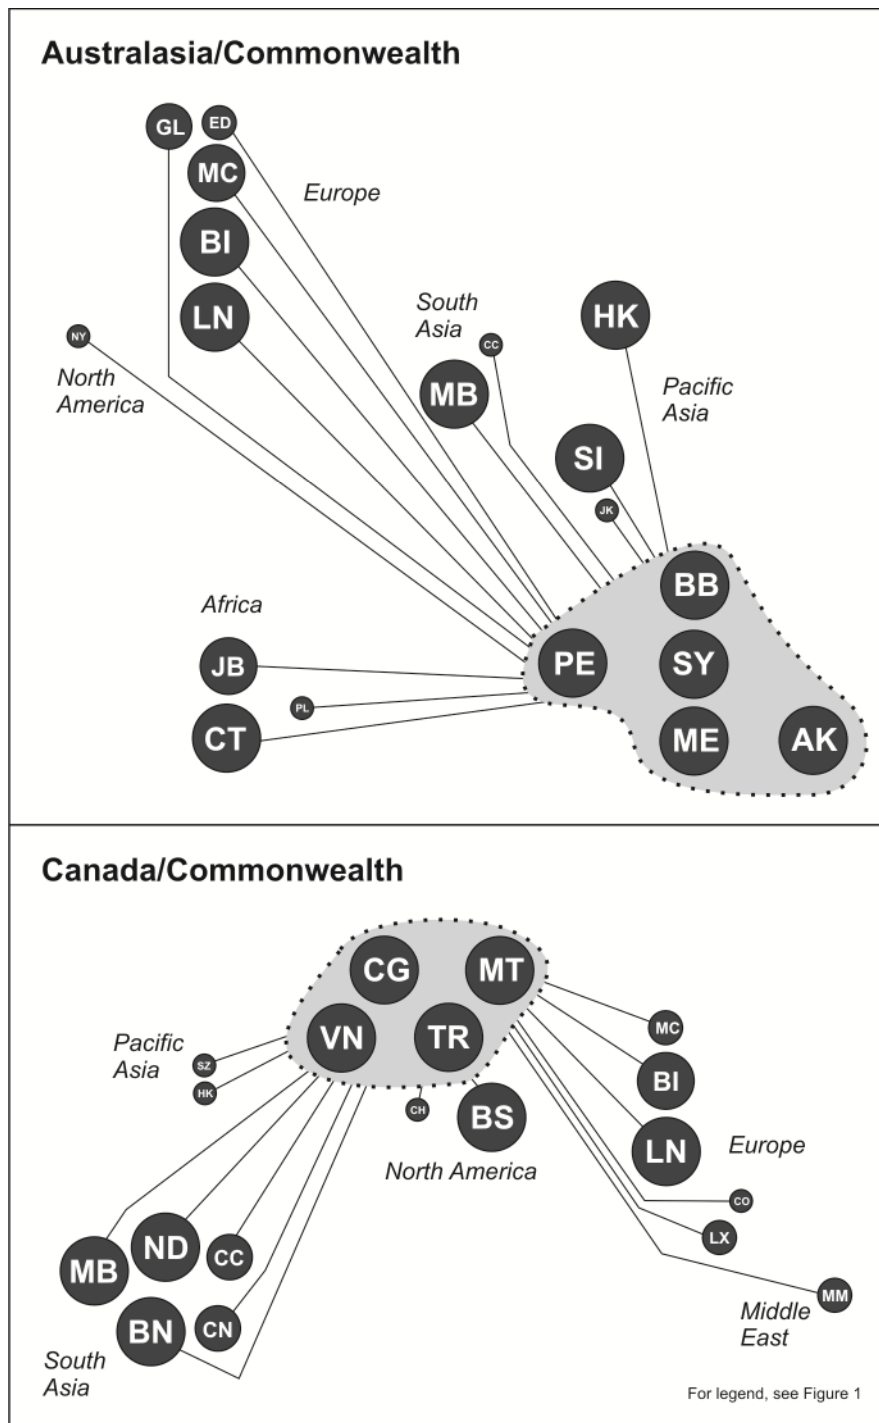 Australasia/Commonwealth
GL
ED
MC
Europe
BI
LN
NY
North
America
South
Asia
CC
MB
HK
Pacific
Asia
SI
JK
BB
Africa
JB
PL
CT
PE
SY
ME
AK
Canada/Commonwealth
CG
MT
VN
TR
Pacific
Asia
SZ
HK
CH
BS
North America
MC
BI
LN
Europe
CO
LX
MM
Middle
East
MB
ND
CC
BN
CN
South
Asia
For legend, see Figure 1